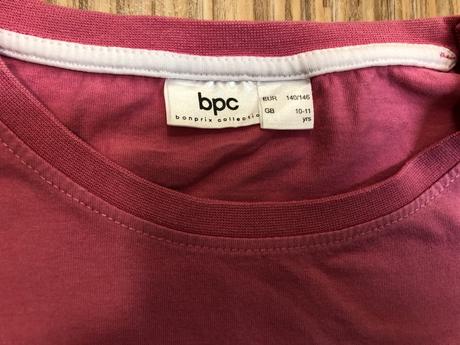 bpc
bonprix collectio
EUR 140/146
GB 10-11
yrs